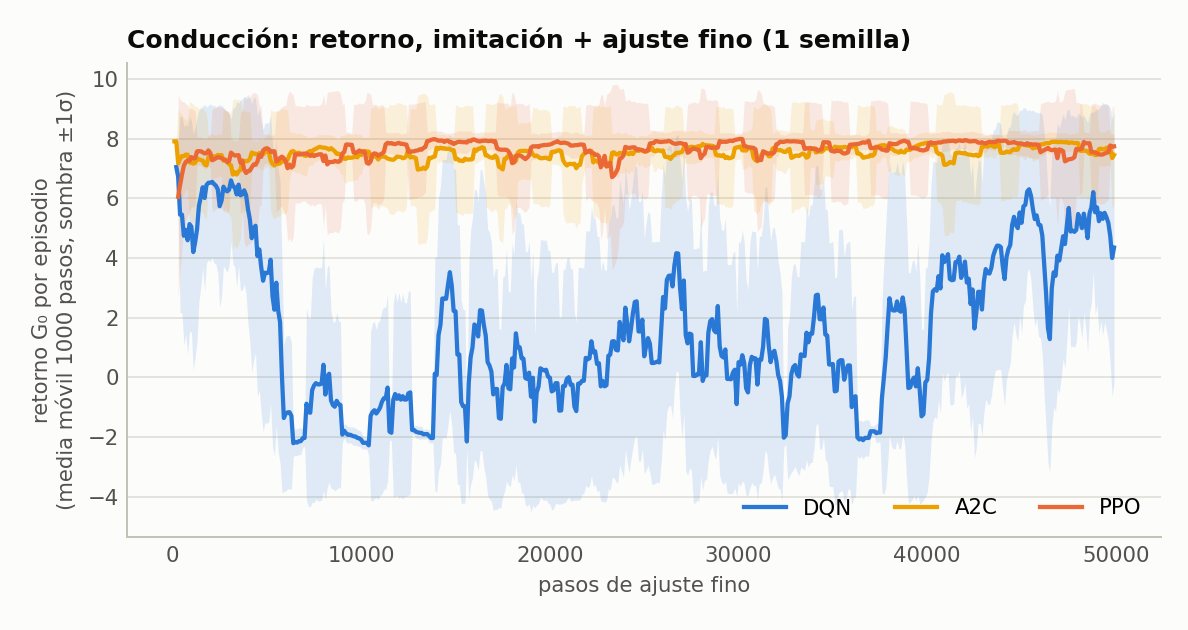 Conducción: retorno, imitación + ajuste fino (1 semilla)
retorno G₀ por episodio
(media móvil 1000 pasos, sombra ±1σ)
10
8
6
4
2
0
−2
−4
DQN
A2C
PPO
0
10000
20000
30000
40000
50000
pasos de ajuste fino